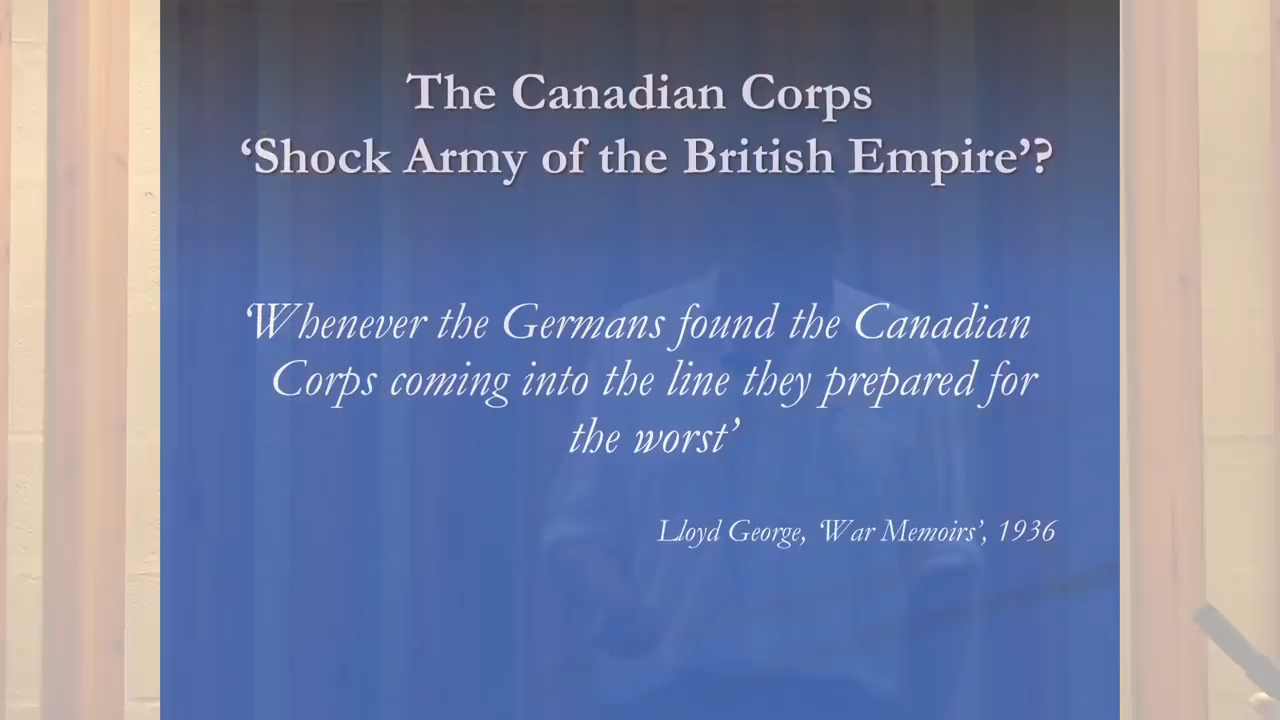 The Canadian Corps
‘Shock Army of the British Empire’?
‘Whenever the Germans found the Canadian
Corps coming into the line they prepared for
the worst’
Lloyd George, ‘War Memoirs’, 1936